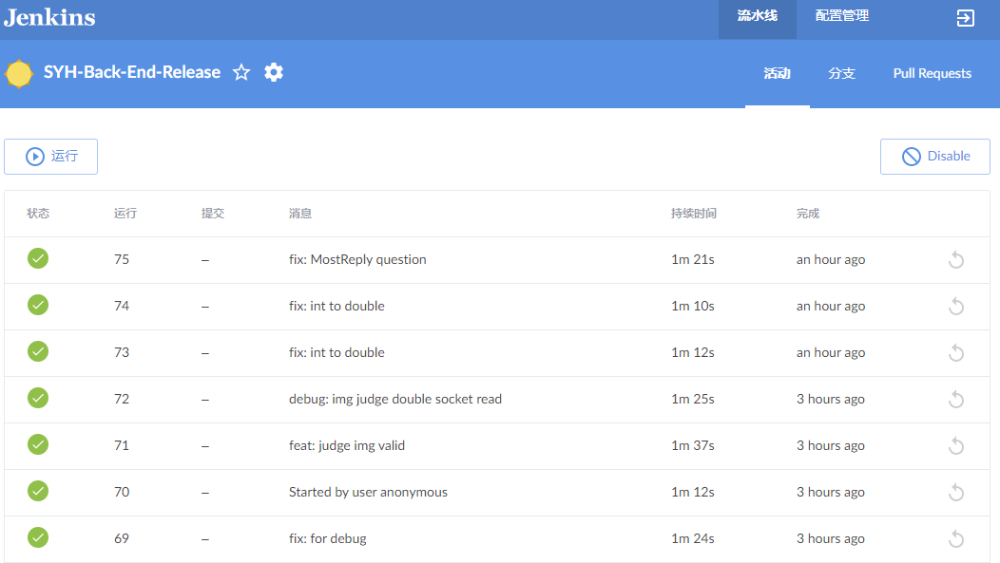 Jenkins 流水线 配置管理
SYH-Back-End-Release 活动 分支 Pull Requests
运行 Disable
状态 运行 提交 消息 持续时间 完成
75 – fix: MostReply question 1m 21s an hour ago
74 – fix: int to double 1m 10s an hour ago
73 – fix: int to double 1m 12s an hour ago
72 – debug: img judge double socket read 1m 25s 3 hours ago
71 – feat: judge img valid 1m 37s 3 hours ago
70 – Started by user anonymous 1m 12s 3 hours ago
69 – fix: for debug 1m 24s 3 hours ago